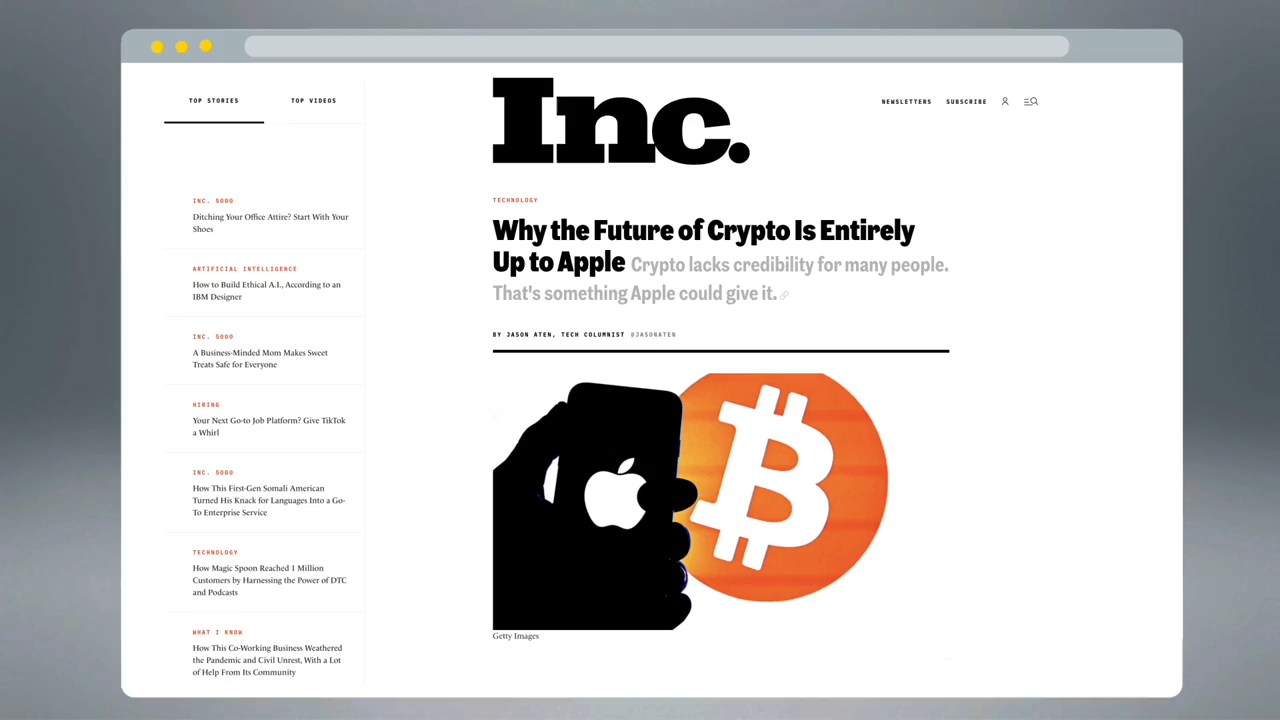 TOP STORIES
TOP VIDEOS
INC. 5000
Ditching Your Office Attire? Start With Your
Shoes
ARTIFICIAL INTELLIGENCE
How to Build Ethical A.I., According to an
IBM Designer
INC. 5000
A Business-Minded Mom Makes Sweet
Treats Safe for Everyone
HIRING
Your Next Go-to Job Platform? Give TikTok
a Whirl
INC. 5000
How This First-Gen Somali American
Turned His Knack for Languages Into a Go-
To Enterprise Service
TECHNOLOGY
How Magic Spoon Reached 1 Million
Customers by Harnessing the Power of DTC
and Podcasts
WHAT I KNOW
How This Co-Working Business Weathered
the Pandemic and Civil Unrest, With a Lot
of Help From Its Community
Inc.
NEWSLETTERS
SUBSCRIBE
TECHNOLOGY
Why the Future of Crypto Is Entirely
Up to Apple Crypto lacks credibility for many people.
That's something Apple could give it.
BY JASON ATEN, TECH COLUMNIST @JASONATEN
Getty Images